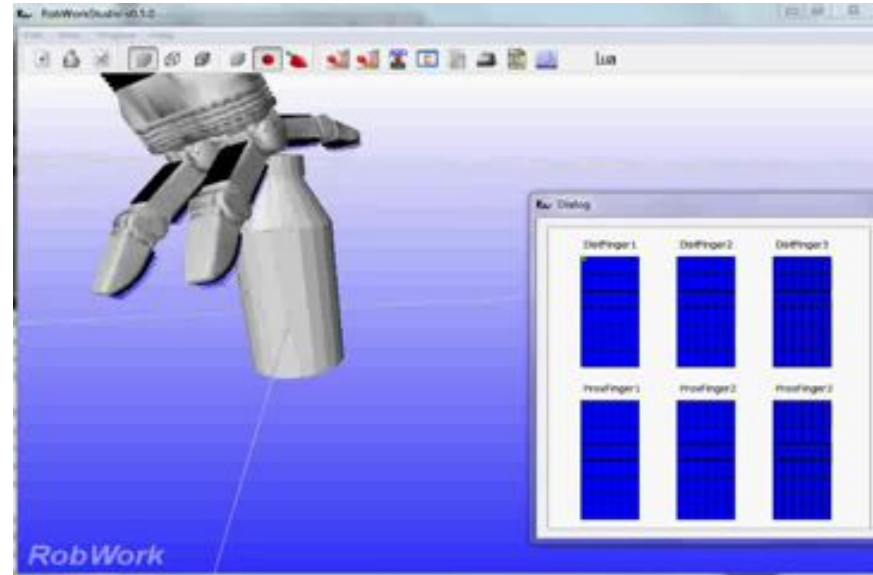 RobWorkStudio v0.5.0
Lua
Dialog
DistFinger1 DistFinger2 DistFinger3
ProxFinger1 ProxFinger2 ProxFinger3
RobWork